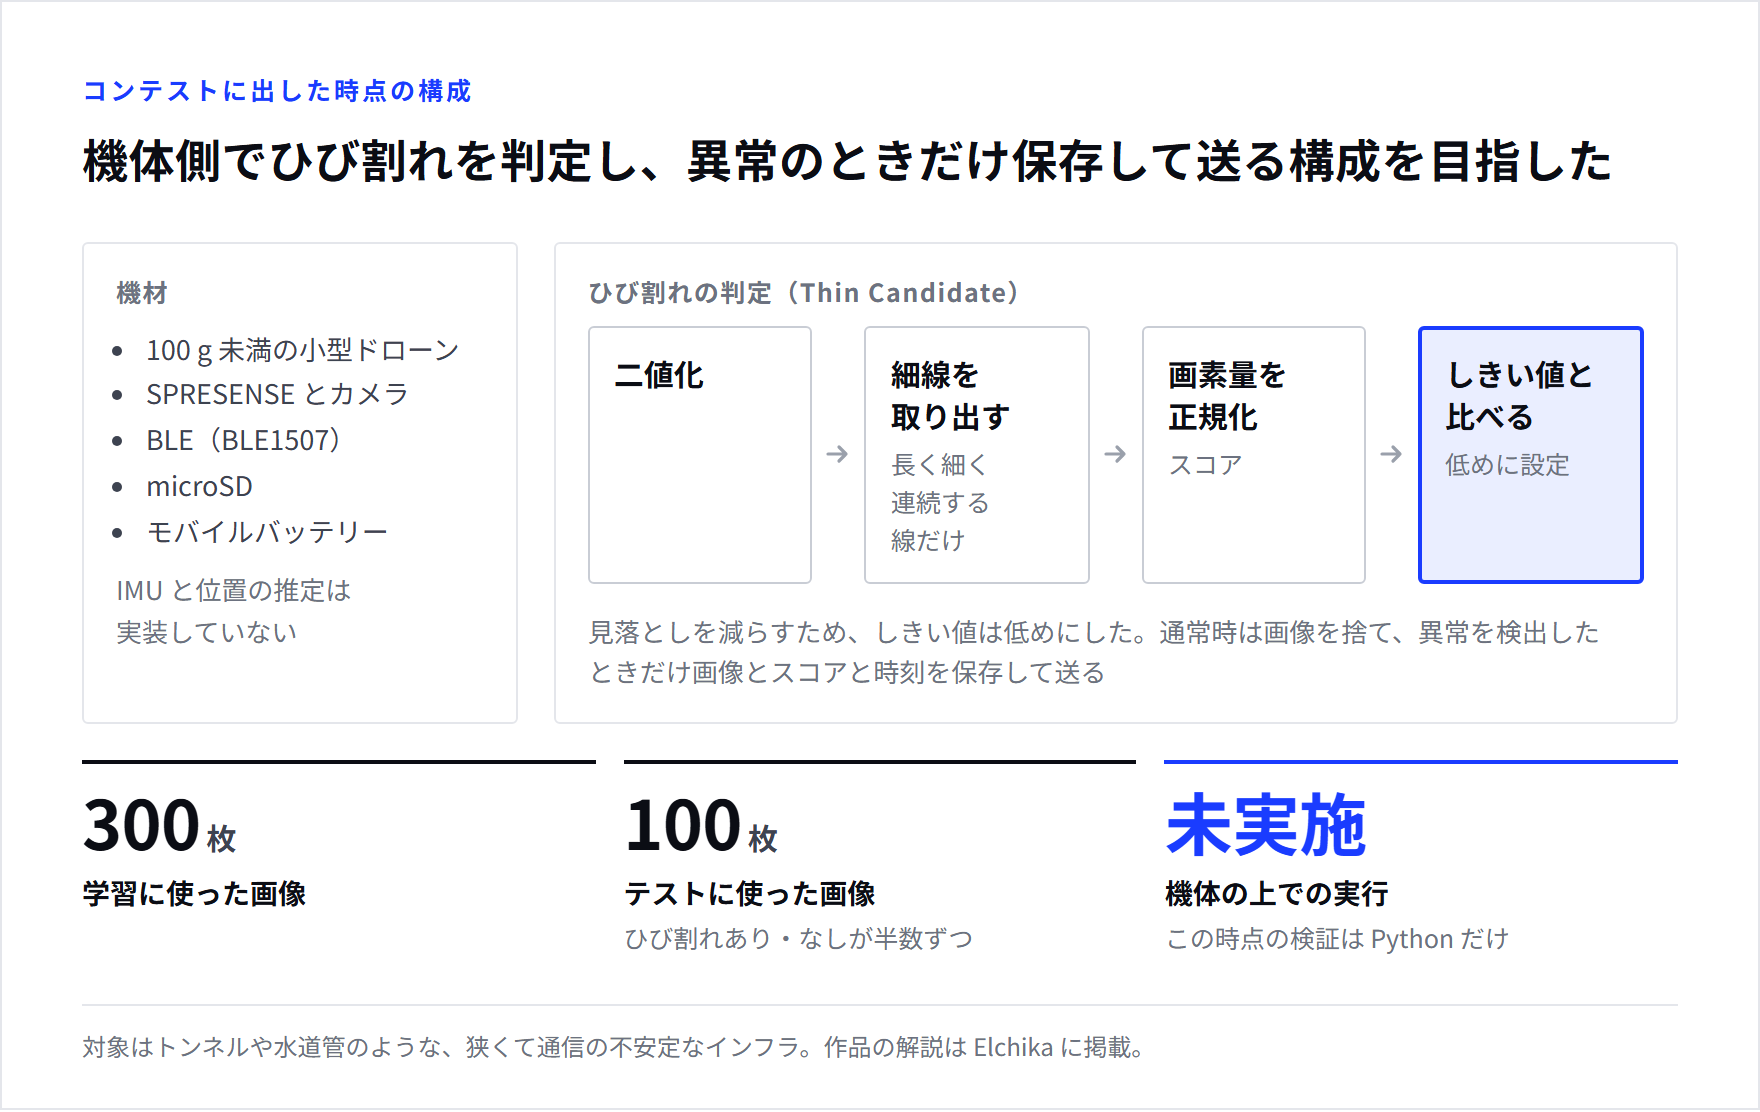 コンテストに出した時点の構成
機体側でひび割れを判定し、異常のときだけ保存して送る構成を目指した
機材
100 g 未満の小型ドローン
SPRESENSE とカメラ
BLE（BLE1507）
microSD
モバイルバッテリー
IMU と位置の推定は
実装していない
ひび割れの判定（Thin Candidate）
二値化
→
細線を
取り出す
長く細く
連続する
線だけ
→
画素量を
正規化
スコア
→
しきい値と
比べる
低めに設定
見落としを減らすため、しきい値は低めにした。通常時は画像を捨て、異常を検出した
ときだけ画像とスコアと時刻を保存して送る
300 枚
学習に使った画像
100 枚
テストに使った画像
ひび割れあり・なしが半数ずつ
未実施
機体の上での実行
この時点の検証は Python だけ
対象はトンネルや水道管のような、狭くて通信の不安定なインフラ。作品の解説は Elchika に掲載。